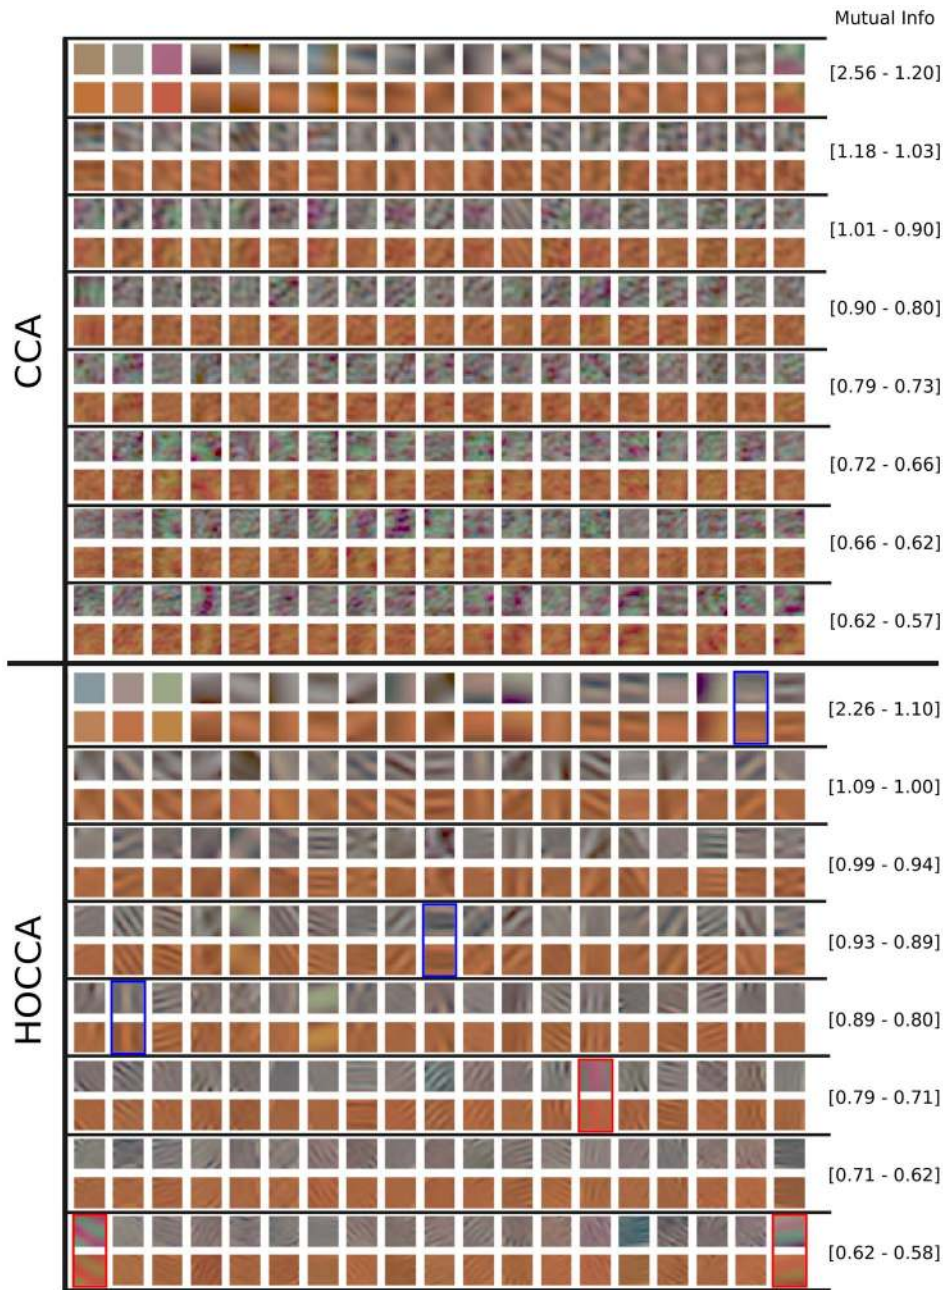 Mutual Info
CCA
[2.56 - 1.20]
[1.18 - 1.03]
[1.01 - 0.90]
[0.90 - 0.80]
[0.79 - 0.73]
[0.72 - 0.66]
[0.66 - 0.62]
[0.62 - 0.57]
HOCCA
[2.26 - 1.10]
[1.09 - 1.00]
[0.99 - 0.94]
[0.93 - 0.89]
[0.89 - 0.80]
[0.79 - 0.71]
[0.71 - 0.62]
[0.62 - 0.58]